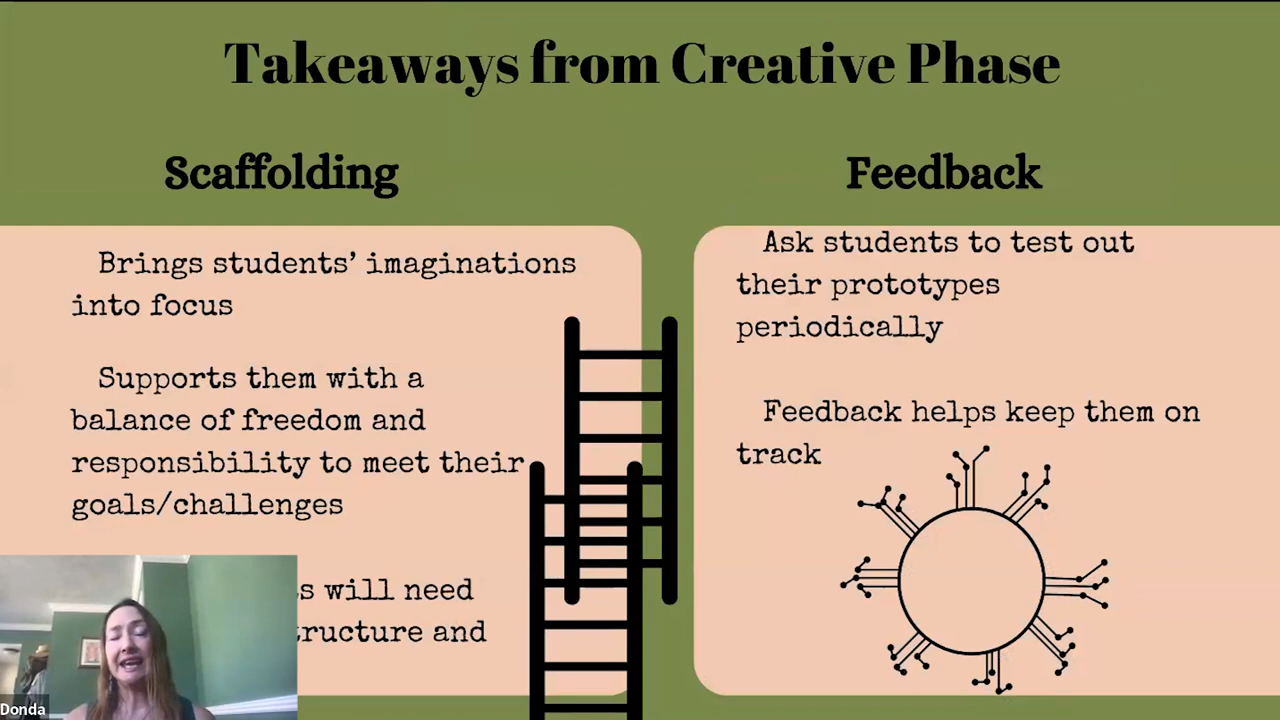 Takeaways from Creative Phase
Scaffolding
Brings students’ imaginations
into focus
Supports them with a
balance of freedom and
responsibility to meet their
goals/challenges
will need
and
Feedback
Ask students to test out
their prototypes
periodically
Feedback helps keep them on
track
Donda